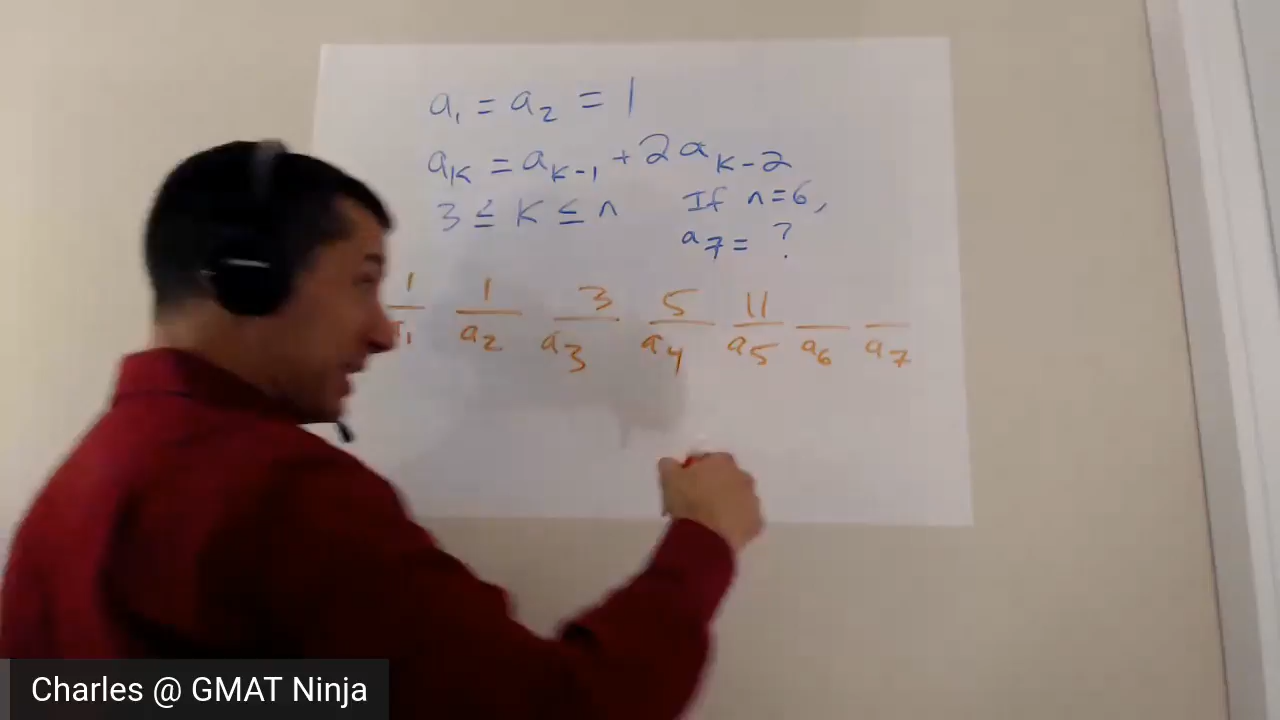 a₁ = a₂ = 1
aₖ = aₖ₋₁ + 2aₖ₋₂
3 ≤ K ≤ n If n=6,
a₇ = ?
1 1 3 5 11
a₂ a₃ a₄ a₅ a₆ a₇
Charles @ GMAT Ninja